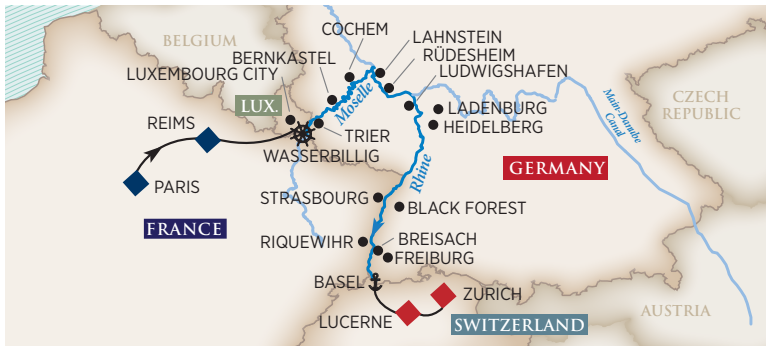 COCHEM
LAHNSTEIN
BELGIUM
RÜDESHEIM
BERNKASTEL
LUDWIGSHAFEN
LUXEMBOURG CITY
LUX.
Moselle
LADENBURG
Main-Danube
Canal
CZECH
REPUBLIC
REIMS
TRIER
HEIDELBERG
WASSERBILLIG
PARIS
Rhine
GERMANY
STRASBOURG
BLACK FOREST
FRANCE
RIQUEWIHR
BREISACH
FREIBURG
BASEL
ZURICH
LUCERNE
SWITZERLAND
AUSTRIA